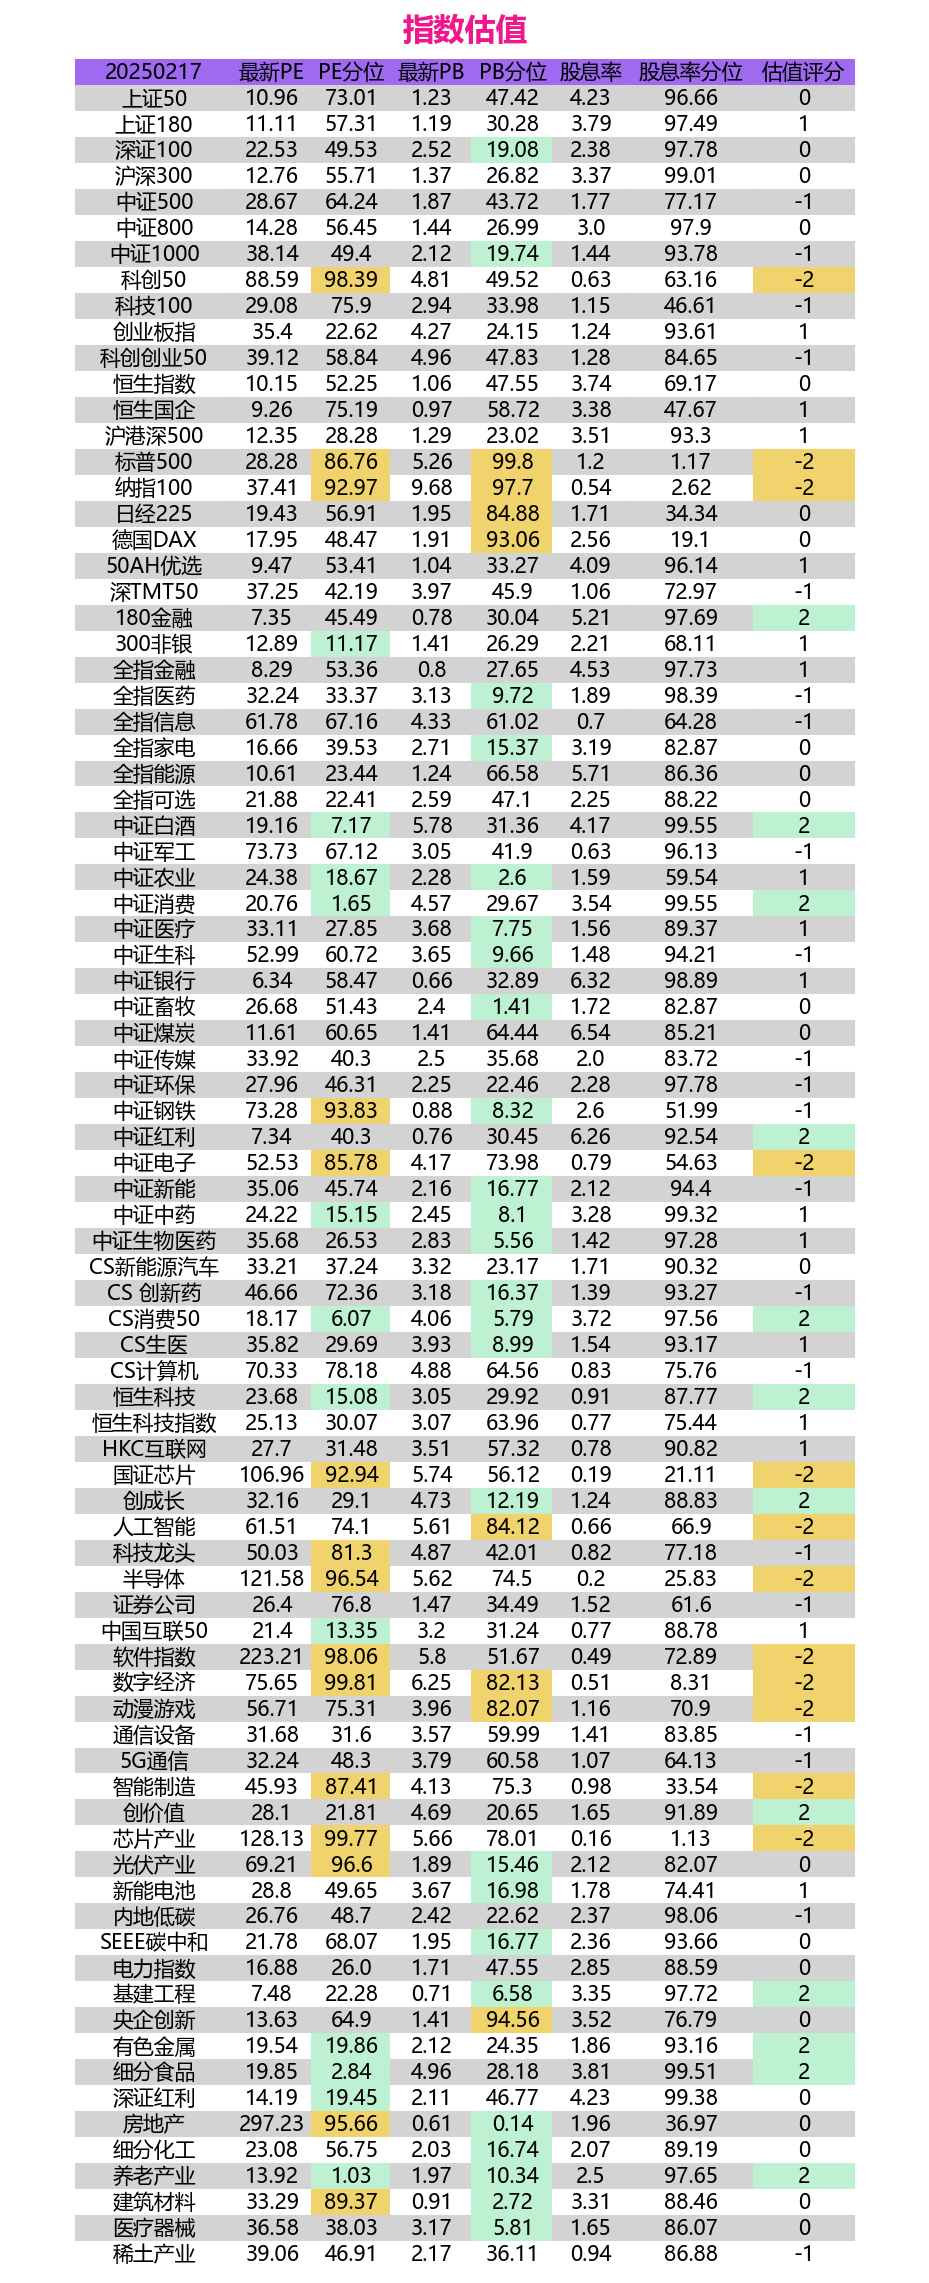 指数估值
20250217 最新PE PE分位 最新PB PB分位 股息率 股息率分位 估值评分
上证50 10.96 73.01 1.23 47.42 4.23 96.66 0
上证180 11.11 57.31 1.19 30.28 3.79 97.49 1
深证100 22.53 49.53 2.52 19.08 2.38 97.78 0
沪深300 12.76 55.71 1.37 26.82 3.37 99.01 0
中证500 28.67 64.24 1.87 43.72 1.77 77.17 -1
中证800 14.28 56.45 1.44 26.99 3.0 97.9 0
中证1000 38.14 49.4 2.12 19.74 1.44 93.78 -1
科创50 88.59 98.39 4.81 49.52 0.63 63.16 -2
科技100 29.08 75.9 2.94 33.98 1.15 46.61 -1
创业板指 35.4 22.62 4.27 24.15 1.24 93.61 1
科创创业50 39.12 58.84 4.96 47.83 1.28 84.65 -1
恒生指数 10.15 52.25 1.06 47.55 3.74 69.17 0
恒生国企 9.26 75.19 0.97 58.72 3.38 47.67 1
沪港深500 12.35 28.28 1.29 23.02 3.51 93.3 1
标普500 28.28 86.76 5.26 99.8 1.2 1.17 -2
纳指100 37.41 92.97 9.68 97.7 0.54 2.62 -2
日经225 19.43 56.91 1.95 84.88 1.71 34.34 0
德国DAX 17.95 48.47 1.91 93.06 2.56 19.1 0
50AH优选 9.47 53.41 1.04 33.27 4.09 96.14 1
深TMT50 37.25 42.19 3.97 45.9 1.06 72.97 -1
180金融 7.35 45.49 0.78 30.04 5.21 97.69 2
300非银 12.89 11.17 1.41 26.29 2.21 68.11 1
全指金融 8.29 53.36 0.8 27.65 4.53 97.73 1
全指医药 32.24 33.37 3.13 9.72 1.89 98.39 -1
全指信息 61.78 67.16 4.33 61.02 0.7 64.28 -1
全指家电 16.66 39.53 2.71 15.37 3.19 82.87 0
全指能源 10.61 23.44 1.24 66.58 5.71 86.36 0
全指可选 21.88 22.41 2.59 47.1 2.25 88.22 0
中证白酒 19.16 7.17 5.78 31.36 4.17 99.55 2
中证军工 73.73 67.12 3.05 41.9 0.63 96.13 -1
中证农业 24.38 18.67 2.28 2.6 1.59 59.54 1
中证消费 20.76 1.65 4.57 29.67 3.54 99.55 2
中证医疗 33.11 27.85 3.68 7.75 1.56 89.37 1
中证生科 52.99 60.72 3.65 9.66 1.48 94.21 -1
中证银行 6.34 58.47 0.66 32.89 6.32 98.89 1
中证畜牧 26.68 51.43 2.4 1.41 1.72 82.87 0
中证煤炭 11.61 60.65 1.41 64.44 6.54 85.21 0
中证传媒 33.92 40.3 2.5 35.68 2.0 83.72 -1
中证环保 27.96 46.31 2.25 22.46 2.28 97.78 -1
中证钢铁 73.28 93.83 0.88 8.32 2.6 51.99 -1
中证红利 7.34 40.3 0.76 30.45 6.26 92.54 2
中证电子 52.53 85.78 4.17 73.98 0.79 54.63 -2
中证新能 35.06 45.74 2.16 16.77 2.12 94.4 -1
中证中药 24.22 15.15 2.45 8.1 3.28 99.32 1
中证生物医药 35.68 26.53 2.83 5.56 1.42 97.28 1
CS新能源汽车 33.21 37.24 3.32 23.17 1.71 90.32 0
CS 创新药 46.66 72.36 3.18 16.37 1.39 93.27 -1
CS消费50 18.17 6.07 4.06 5.79 3.72 97.56 2
CS生医 35.82 29.69 3.93 8.99 1.54 93.17 1
CS计算机 70.33 78.18 4.88 64.56 0.83 75.76 -1
恒生科技 23.68 15.08 3.05 29.92 0.91 87.77 2
恒生科技指数 25.13 30.07 3.07 63.96 0.77 75.44 1
HKC互联网 27.7 31.48 3.51 57.32 0.78 90.82 1
国证芯片 106.96 92.94 5.74 56.12 0.19 21.11 -2
创成长 32.16 29.1 4.73 12.19 1.24 88.83 2
人工智能 61.51 74.1 5.61 84.12 0.66 66.9 -2
科技龙头 50.03 81.3 4.87 42.01 0.82 77.18 -1
半导体 121.58 96.54 5.62 74.5 0.2 25.83 -2
证券公司 26.4 76.8 1.47 34.49 1.52 61.6 -1
中国互联50 21.4 13.35 3.2 31.24 0.77 88.78 1
软件指数 223.21 98.06 5.8 51.67 0.49 72.89 -2
数字经济 75.65 99.81 6.25 82.13 0.51 8.31 -2
动漫游戏 56.71 75.31 3.96 82.07 1.16 70.9 -2
通信设备 31.68 31.6 3.57 59.99 1.41 83.85 -1
5G通信 32.24 48.3 3.79 60.58 1.07 64.13 -1
智能制造 45.93 87.41 4.13 75.3 0.98 33.54 -2
创价值 28.1 21.81 4.69 20.65 1.65 91.89 2
芯片产业 128.13 99.77 5.66 78.01 0.16 1.13 -2
光伏产业 69.21 96.6 1.89 15.46 2.12 82.07 0
新能电池 28.8 49.65 3.67 16.98 1.78 74.41 1
内地低碳 26.76 48.7 2.42 22.62 2.37 98.06 -1
SEEE碳中和 21.78 68.07 1.95 16.77 2.36 93.66 0
电力指数 16.88 26.0 1.71 47.55 2.85 88.59 0
基建工程 7.48 22.28 0.71 6.58 3.35 97.72 2
央企创新 13.63 64.9 1.41 94.56 3.52 76.79 0
有色金属 19.54 19.86 2.12 24.35 1.86 93.16 2
细分食品 19.85 2.84 4.96 28.18 3.81 99.51 2
深证红利 14.19 19.45 2.11 46.77 4.23 99.38 0
房地产 297.23 95.66 0.61 0.14 1.96 36.97 0
细分化工 23.08 56.75 2.03 16.74 2.07 89.19 0
养老产业 13.92 1.03 1.97 10.34 2.5 97.65 2
建筑材料 33.29 89.37 0.91 2.72 3.31 88.46 0
医疗器械 36.58 38.03 3.17 5.81 1.65 86.07 0
稀土产业 39.06 46.91 2.17 36.11 0.94 86.88 -1